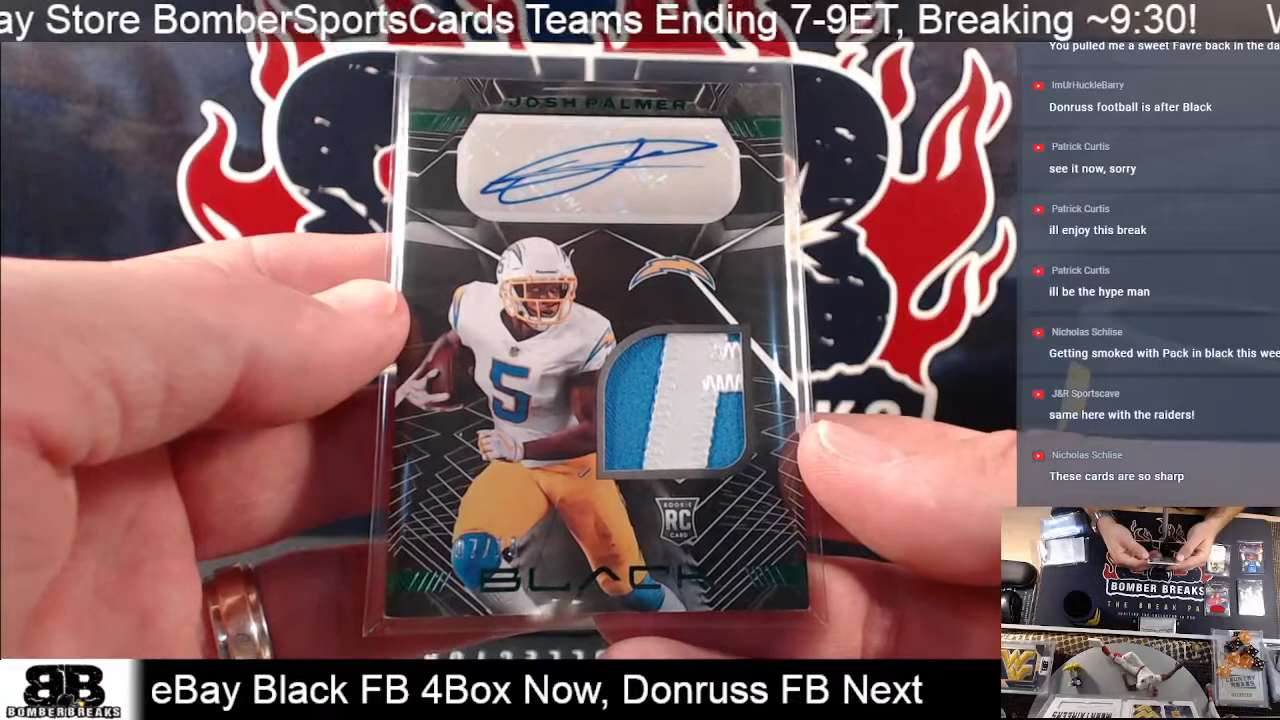 ay Store BomberSportsCards Teams Ending 7-9ET, Breaking ~9:30!
You pulled me a sweet Favre back in the da
ImUrHuckleBarry
Donruss football is after Black
Patrick Curtis
see it now, sorry
Patrick Curtis
ill enjoy this break
Patrick Curtis
ill be the hype man
Nicholas Schlise
Getting smoked with Pack in black this wee
J&R Sportscave
same here with the raiders!
Nicholas Schlise
These cards are so sharp
JOSH PALMER
5
ROOKIE
RC
CARD
BLACK
BOMBER BREAKS
THE BREAK PA
BB
BOMBERBREAKS
eBay Black FB 4Box Now, Donruss FB Next